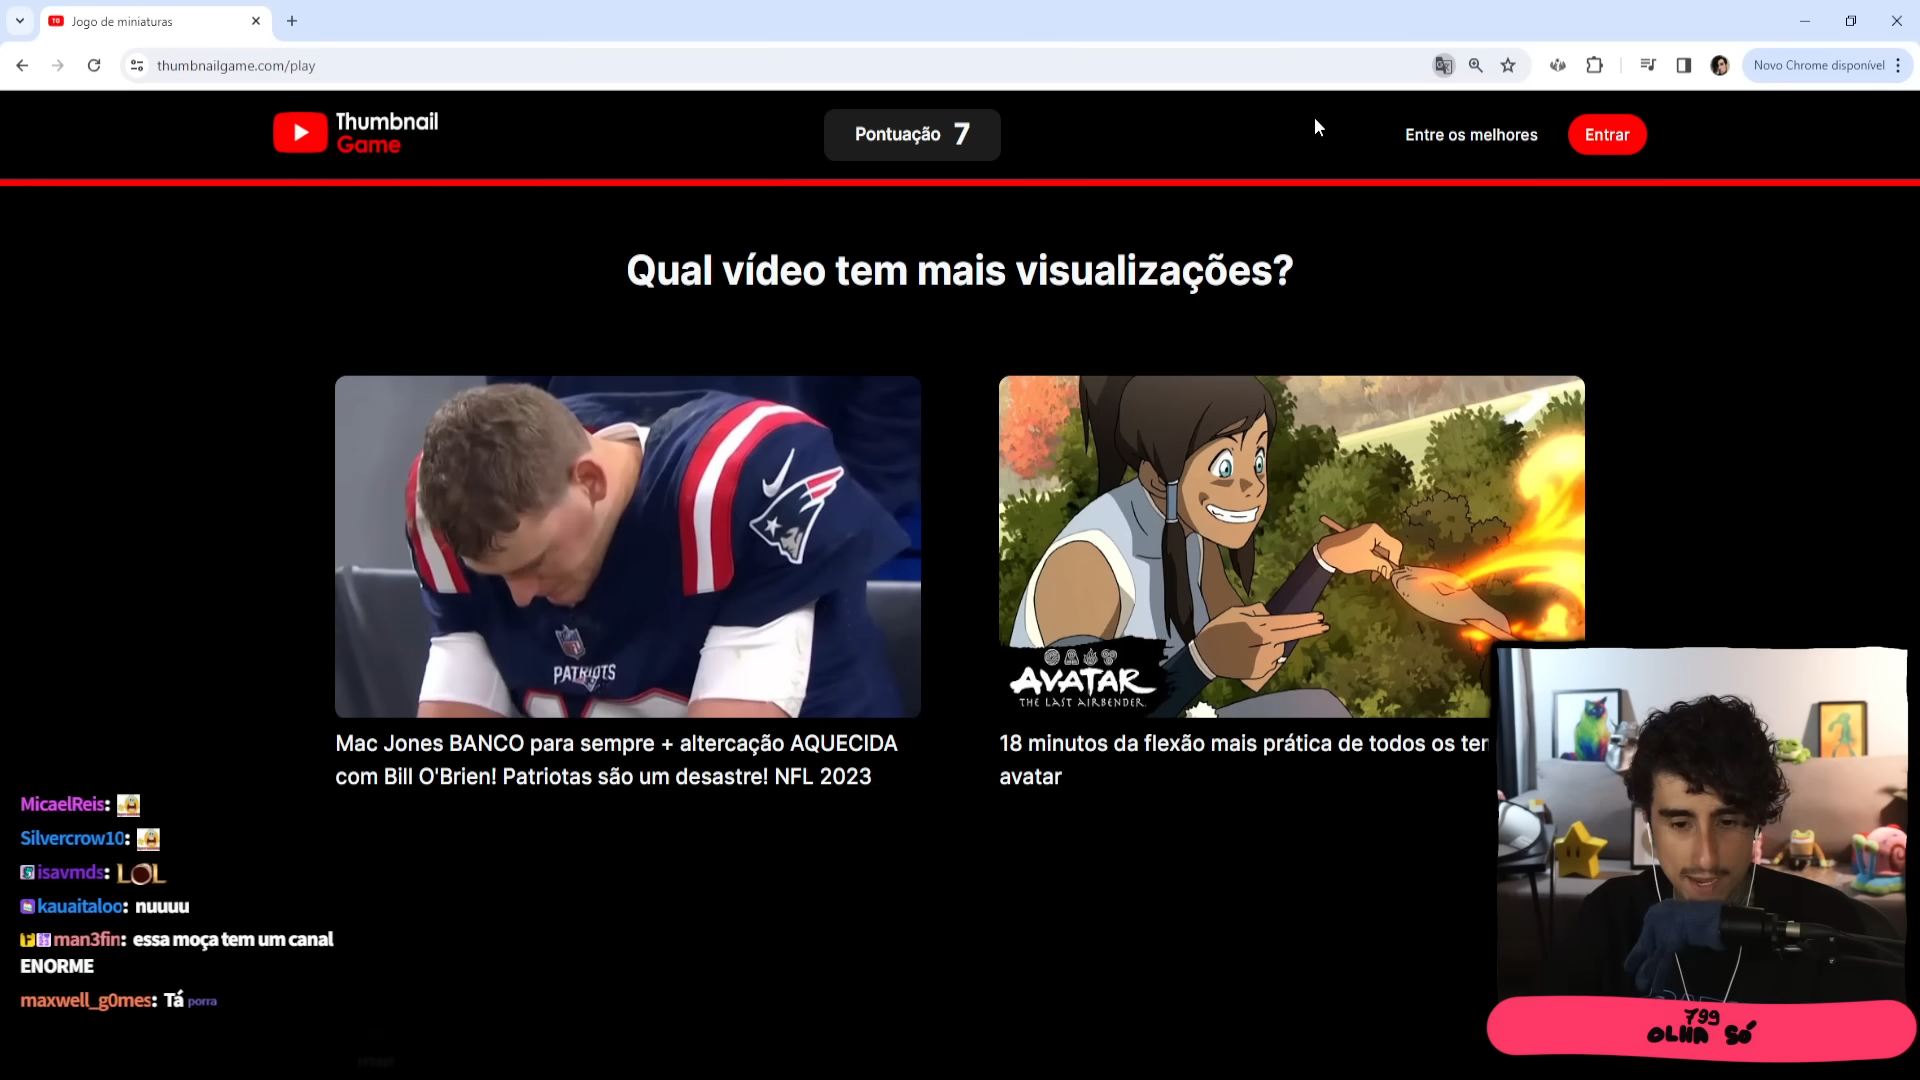 Jogo de miniaturas
thumbnailgame.com/play
Novo Chrome disponível
Thumbnail
Game
Pontuação 7
Entre os melhores
Entrar
Qual vídeo tem mais visualizações?
PATRIOTS
AVATAR
THE LAST AIRBENDER
Mac Jones BANCO para sempre + altercação AQUECIDA
com Bill O'Brien! Patriotas são um desastre! NFL 2023
18 minutos da flexão mais prática de todos os
avatar
MicaelReis:
Silvercrow10:
isavmds: LOL
kauaitaloo: nuuuu
man3fin: essa moça tem um canal
ENORME
maxwell_g0mes: Tá porra
799
OLHA SÓ